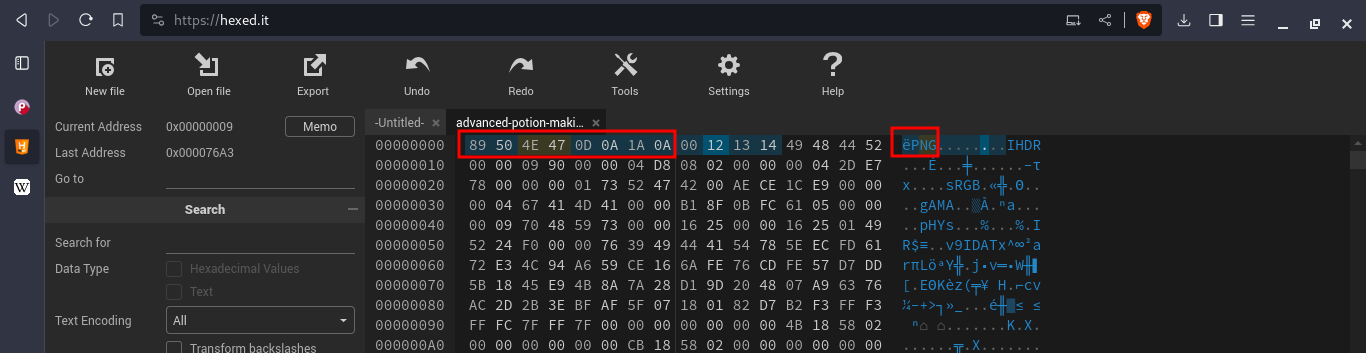 https://hexed.it
New file
Open file
Export
Undo
Redo
Tools
Settings
Help
Current Address 0x00000009 Memo
Last Address 0x000076A3
Go to
Search
Search for
Data Type Hexadecimal Values
Text
Text Encoding All
Transform backslashes
-Untitled- × advanced-potion-maki... ×
00000000 89 50 4E 47 0D 0A 1A 0A 00 12 13 14 49 48 44 52 ëPNG........IHDR
00000010 00 00 09 90 00 00 04 D8 08 02 00 00 00 04 2D E7 ...É...╪......-τ
00000020 78 00 00 00 01 73 52 47 42 00 AE CE 1C E9 00 00 x....sRGB.«╬.Θ..
00000030 00 04 67 41 4D 41 00 00 B1 8F 0B FC 61 05 00 00 ..gAMA..▒Å.ⁿa...
00000040 00 09 70 48 59 73 00 00 16 25 00 00 16 25 01 49 ..pHYs...%...%.I
00000050 52 24 F0 00 00 76 39 49 44 41 54 78 5E EC FD 61 R$≡..v9IDATx^∞²a
00000060 72 E3 4C 94 A6 59 CE 16 6A FE 76 CD FE 57 D7 DD rπLöªY╬.j▪v═▪W╫▌
00000070 5B 18 45 E9 4B 8A 7A 28 D1 9D 20 48 07 A9 63 76 [.EΘKèz(╤¥ H.⌐cv
00000080 AC 2D 2B 3E BF AF 5F 07 18 01 82 D7 B2 F3 FF F3 ¼-+>┐»_...é╫▓≤ ≤
00000090 FF FC 7F FF 7F 00 00 00 00 00 00 00 4B 18 58 02  ⁿ⌂ ⌂.......K.X.
000000A0 00 00 00 00 00 00 CB 18 58 02 00 00 00 00 00 00 ......╦.X.......